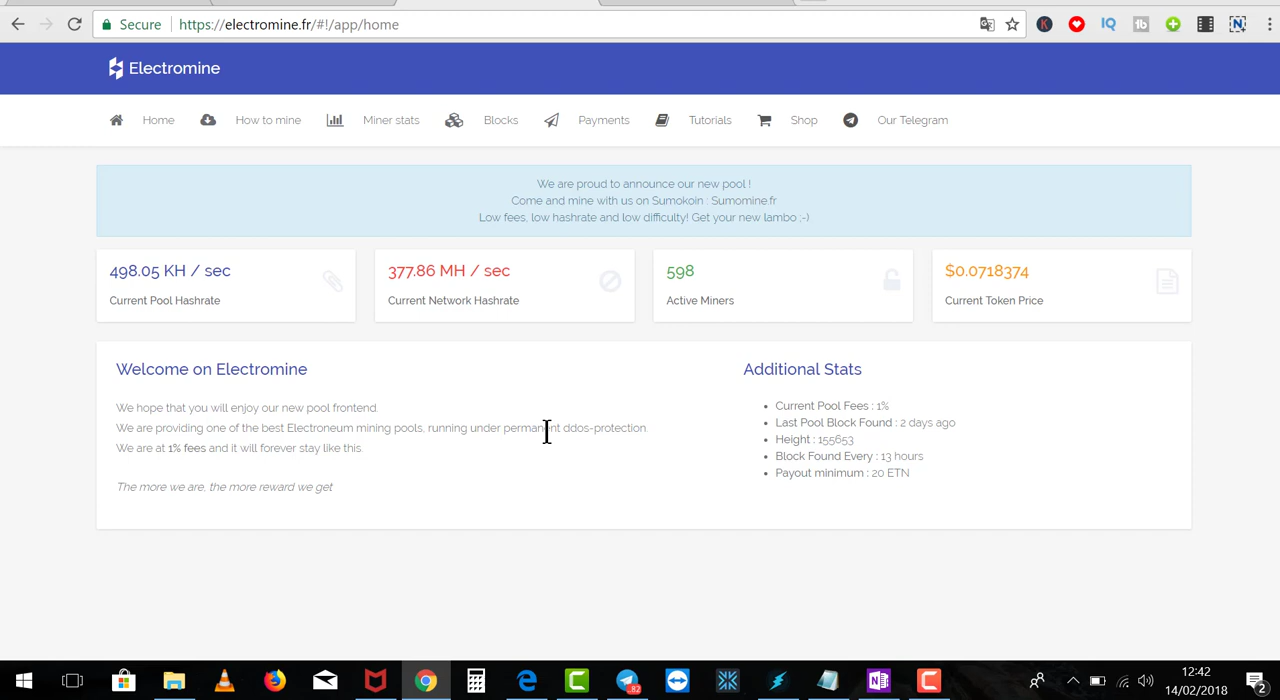 Secure
https://electromine.fr/#!/app/home
Electromine
Home How to mine Miner stats Blocks Payments Tutorials Shop Our Telegram
We are proud to announce our new pool !
Come and mine with us on Sumokoin : Sumomine.fr
Low fees, low hashrate and low difficulty! Get your new lambo ;-)
498.05 KH / sec
Current Pool Hashrate
377.86 MH / sec
Current Network Hashrate
598
Active Miners
$0.0718374
Current Token Price
Welcome on Electromine
We hope that you will enjoy our new pool frontend.
We are providing one of the best Electroneum mining pools, running under permanent ddos-protection.
We are at 1% fees and it will forever stay like this
The more we are, the more reward we get
Additional Stats
Current Pool Fees : 1%
Last Pool Block Found : 2 days ago
Height : 155653
Block Found Every : 13 hours
Payout minimum : 20 ETN
12:42
14/02/2018